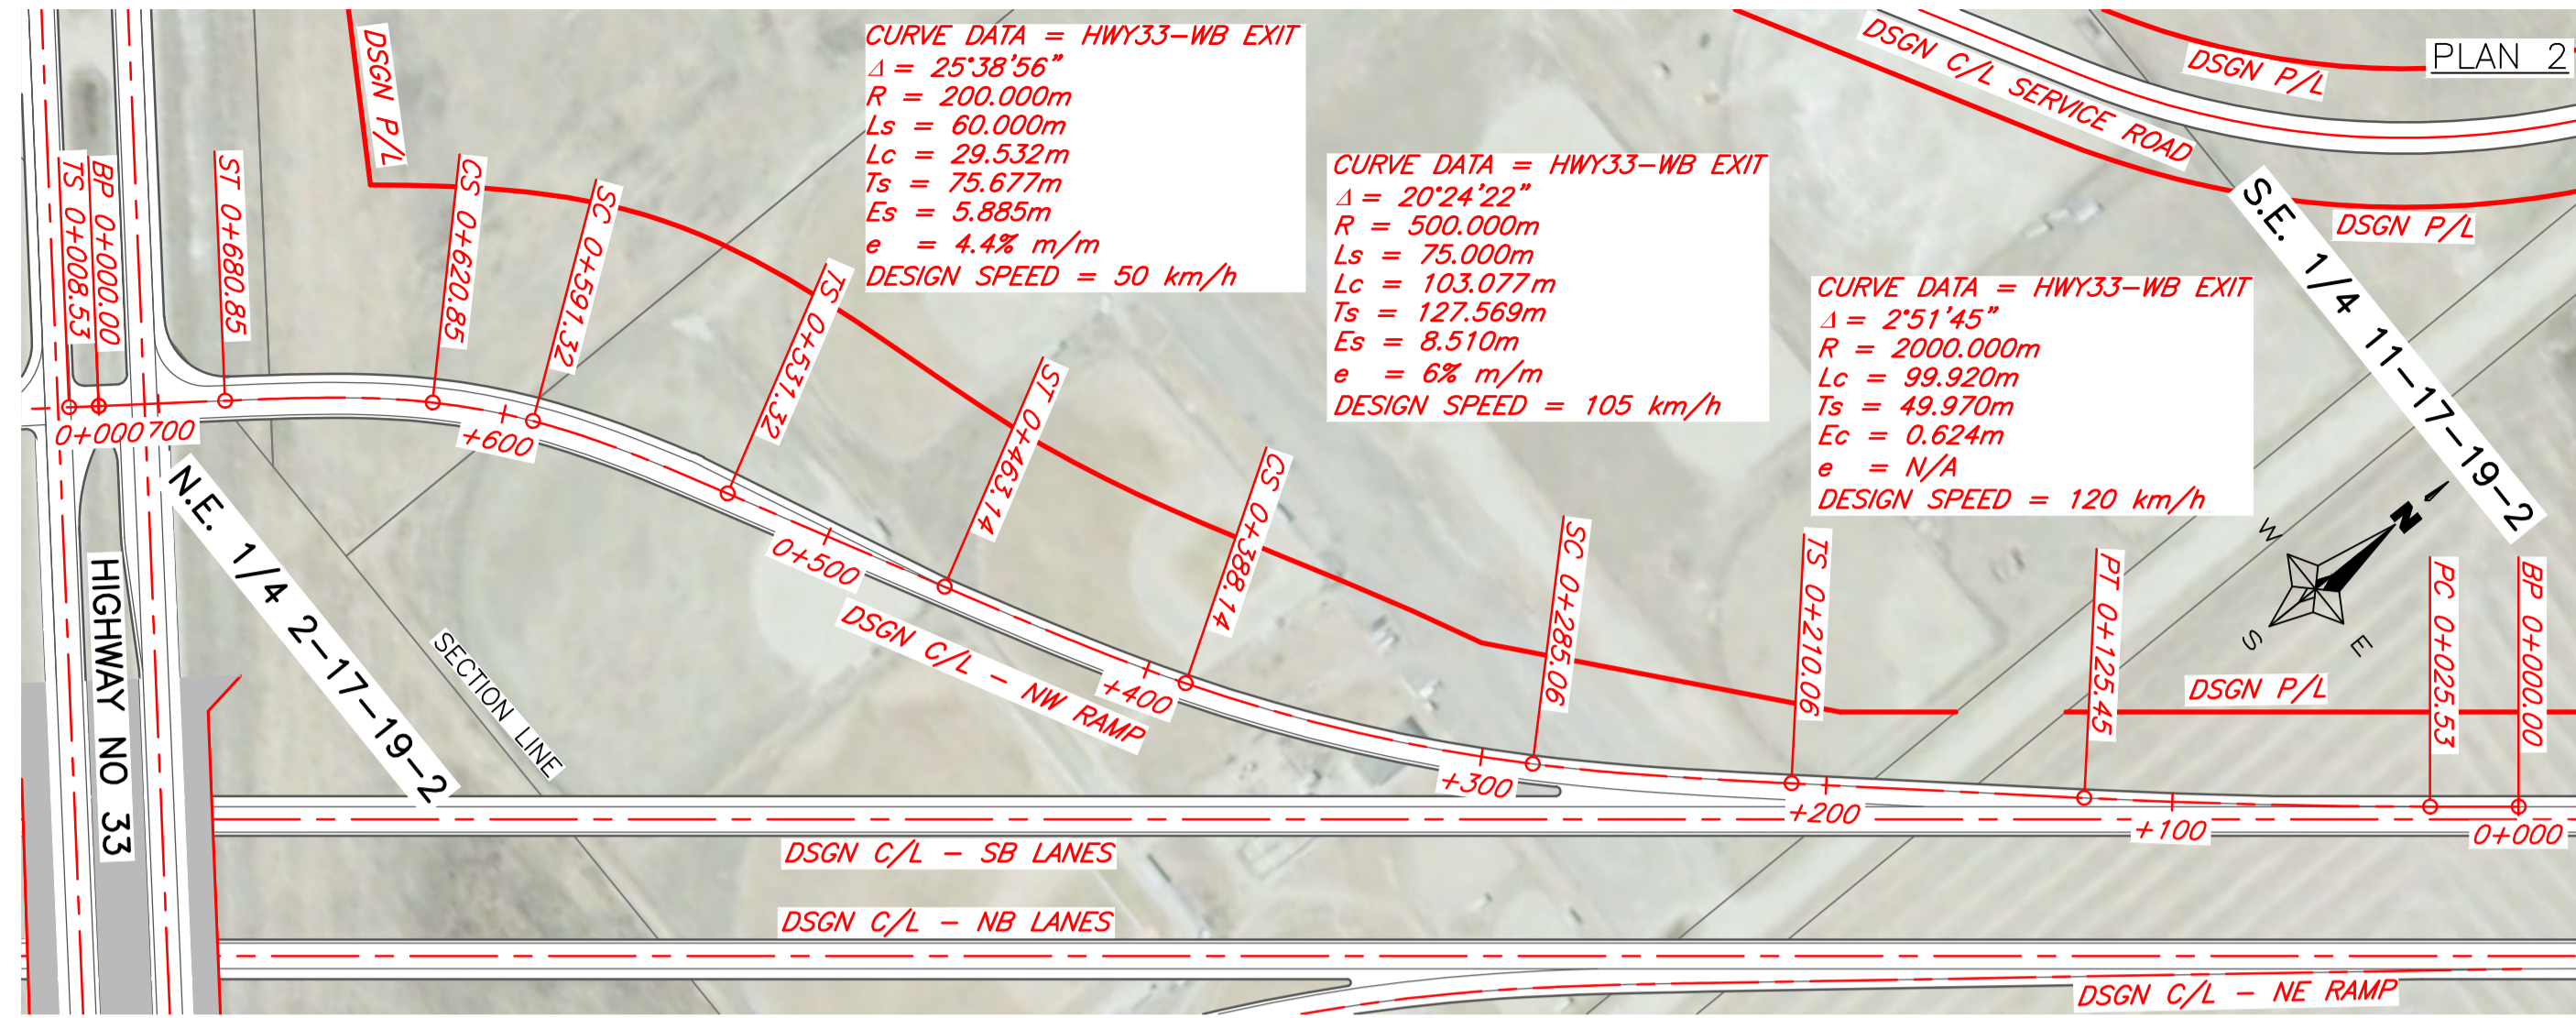 CURVE DATA = HWY33-WB EXIT
Δ = 25°38'56"
R = 200.000m
Ls = 60.000m
Lc = 29.532m
Ts = 75.677m
Es = 5.885m
e = 4.4% m/m
DESIGN SPEED = 50 km/h
CURVE DATA = HWY33-WB EXIT
Δ = 20°24'22"
R = 500.000m
Ls = 75.000m
Lc = 103.077m
Ts = 127.569m
Es = 8.510m
e = 6% m/m
DESIGN SPEED = 105 km/h
CURVE DATA = HWY33-WB EXIT
Δ = 2°51'45"
R = 2000.000m
Lc = 99.920m
Ts = 49.970m
Ec = 0.624m
e = N/A
DESIGN SPEED = 120 km/h
PLAN 2
DSGN P/L
DSGN C/L SERVICE ROAD
DSGN P/L
DSGN P/L
S.E. 1/4 11-17-19-2
TS 0+008.53
BP 0+000.00
ST 0+680.85
CS 0+620.85
SC 0+591.32
TS 0+531.32
ST 0+463.14
CS 0+388.14
SC 0+285.06
TS 0+210.06
PT 0+125.45
PC 0+025.53
BP 0+000.00
0+000
700
+600
0+500
+400
+300
+200
+100
0+000
N
W
S
E
DSGN P/L
N.E. 1/4 2-17-19-2
HIGHWAY NO 33
SECTION LINE
DSGN C/L - NW RAMP
DSGN C/L - SB LANES
DSGN C/L - NB LANES
DSGN C/L - NE RAMP